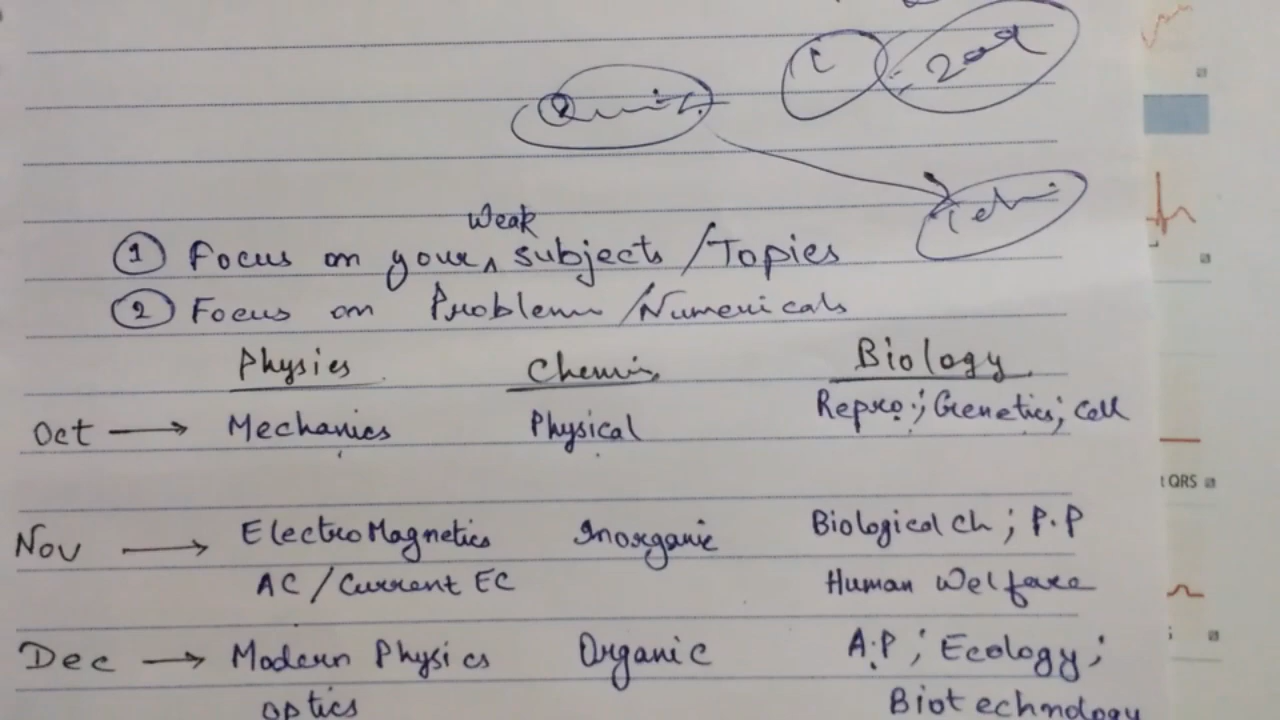 Quiz
① Focus on your ^ weak subjects / Topics
② Focus on Problem / Numericals
Physics Chemis Biology
Oct → Mechanics Physical Repro.; Genetics; Cell
Nov → ElectroMagnetics Inorganic Biological Ch ; P.P
AC / Current EC Human Welfare
Dec → Modern Physics Organic A.P ; Ecology ;
optics Biotechnology
QRS